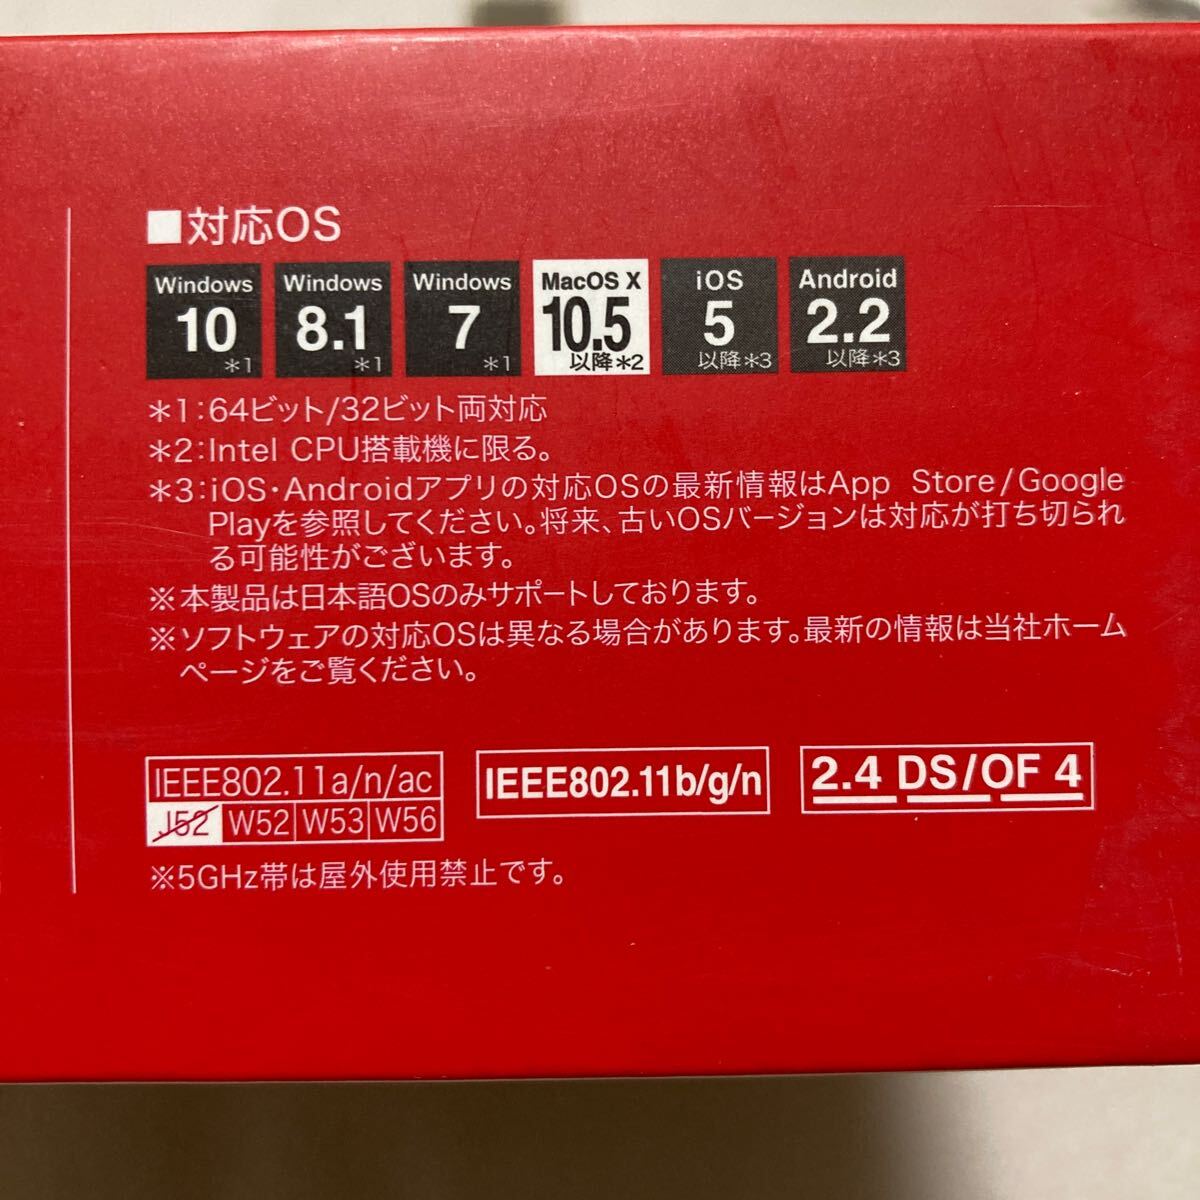 ■対応OS
Windows 10 *1
Windows 8.1 *1
Windows 7 *1
MacOS X 10.5 以降*2
iOS 5 以降*3
Android 2.2 以降*3
*1:64ビット/32ビット両対応
*2:Intel CPU搭載機に限る。
*3:iOS・Androidアプリの対応OSの最新情報はApp Store/Google
Playを参照してください。将来、古いOSバージョンは対応が打ち切られ
る可能性がございます。
※本製品は日本語OSのみサポートしております。
※ソフトウェアの対応OSは異なる場合があります。最新の情報は当社ホーム
ページをご覧ください。
IEEE802.11a/n/ac
J52 W52 W53 W56
IEEE802.11b/g/n
2.4 DS/OF 4
※5GHz帯は屋外使用禁止です。